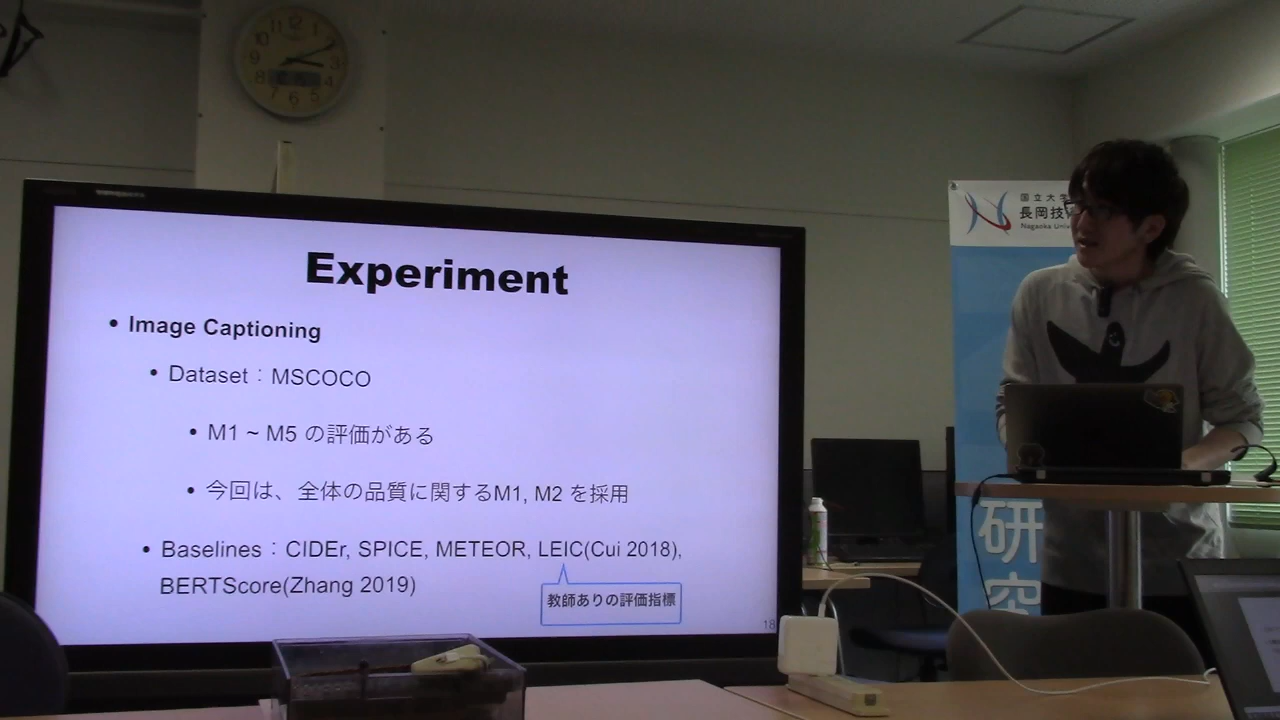 Experiment
• Image Captioning
• Dataset：MSCOCO
• M1 ~ M5 の評価がある
• 今回は、全体の品質に関するM1, M2 を採用
• Baselines：CIDEr, SPICE, METEOR, LEIC(Cui 2018),
BERTScore(Zhang 2019)
教師ありの評価指標
18
国立大学
長岡技
Nagaoka Univ
研
究